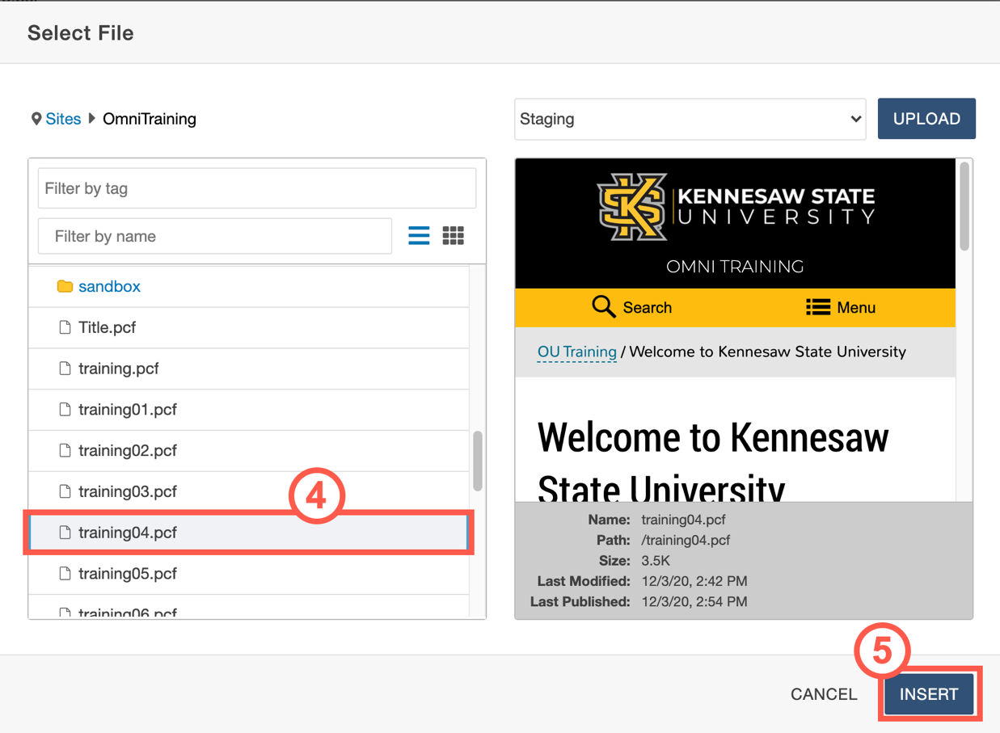 Select File
Sites OmniTraining
Staging
UPLOAD
Filter by tag
Filter by name
sandbox
Title.pcf
training.pcf
training01.pcf
training02.pcf
training03.pcf
4
training04.pcf
training05.pcf
training06.pcf
KS
KENNESAW STATE
UNIVERSITY
OMNI TRAINING
Search
Menu
OU Training / Welcome to Kennesaw State University
Welcome to Kennesaw
State University
Name: training04.pcf
Path: /training04.pcf
Size: 3.5K
Last Modified: 12/3/20, 2:42 PM
Last Published: 12/3/20, 2:54 PM
5
CANCEL
INSERT